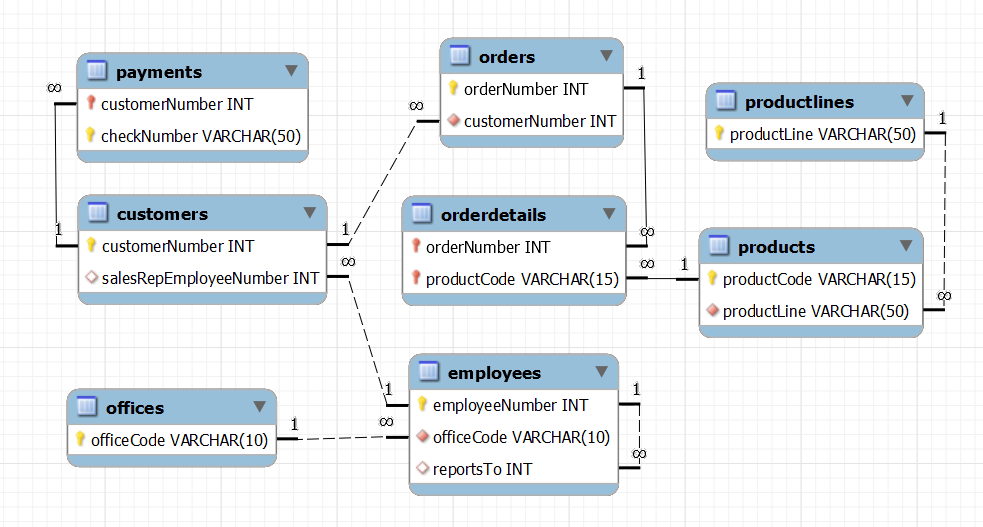 payments
customerNumber INT
checkNumber VARCHAR(50)
∞
1
customers
customerNumber INT
salesRepEmployeeNumber INT
1
∞
orders
orderNumber INT
customerNumber INT
∞
1
orderdetails
orderNumber INT
productCode VARCHAR(15)
∞
∞
1
productlines
productLine VARCHAR(50)
1
products
productCode VARCHAR(15)
productLine VARCHAR(50)
∞
offices
officeCode VARCHAR(10)
1
employees
employeeNumber INT
officeCode VARCHAR(10)
reportsTo INT
1
∞
1
∞